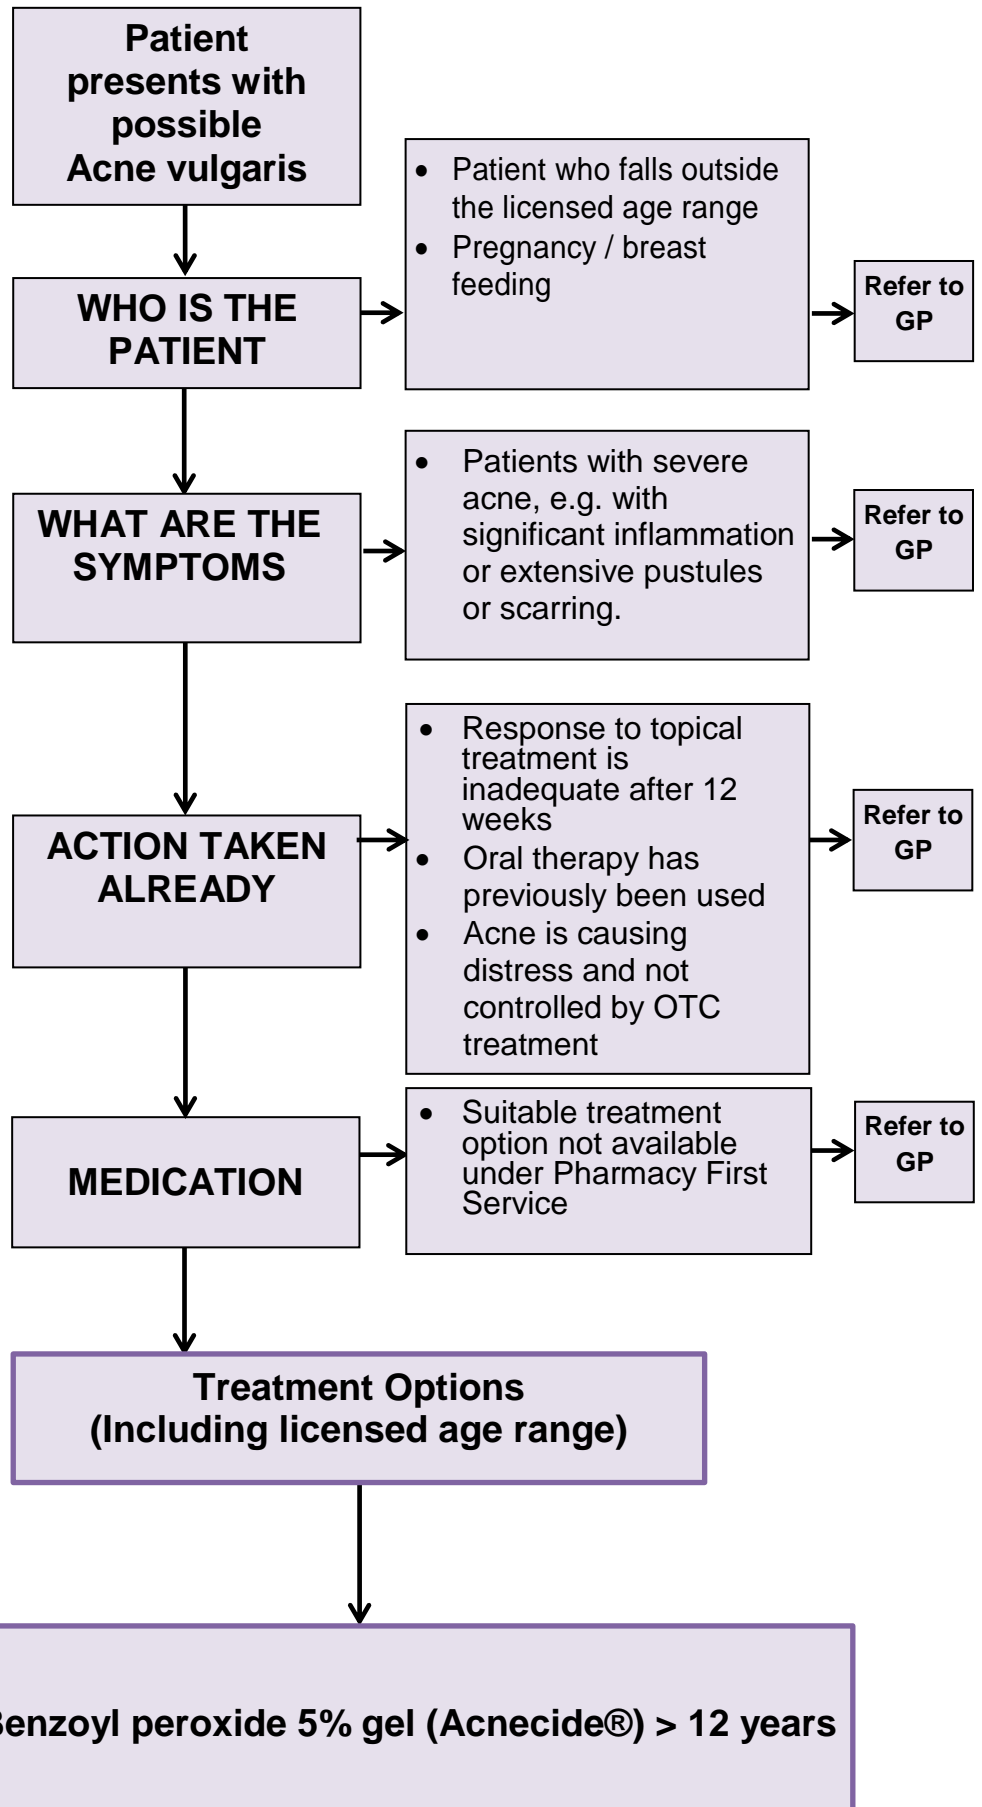 Patient
presents with
possible
Acne vulgaris
• Patient who falls outside
the licensed age range
• Pregnancy / breast
feeding
Refer to
GP
WHO IS THE
PATIENT
• Patients with severe
acne, e.g. with
significant inflammation
or extensive pustules
or scarring.
Refer to
GP
WHAT ARE THE
SYMPTOMS
• Response to topical
treatment is
inadequate after 12
weeks
• Oral therapy has
previously been used
• Acne is causing
distress and not
controlled by OTC
treatment
Refer to
GP
ACTION TAKEN
ALREADY
• Suitable treatment
option not available
under Pharmacy First
Service
Refer to
GP
MEDICATION
Treatment Options
(Including licensed age range)
Benzoyl peroxide 5% gel (Acnecide®) > 12 years